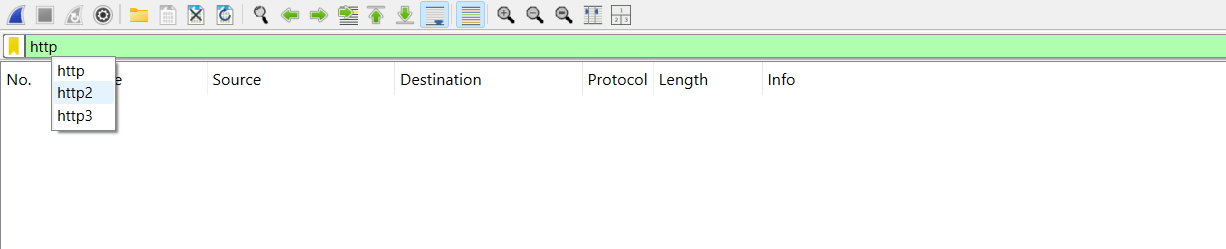 http
No. e Source Destination Protocol Length Info
http
http2
http3